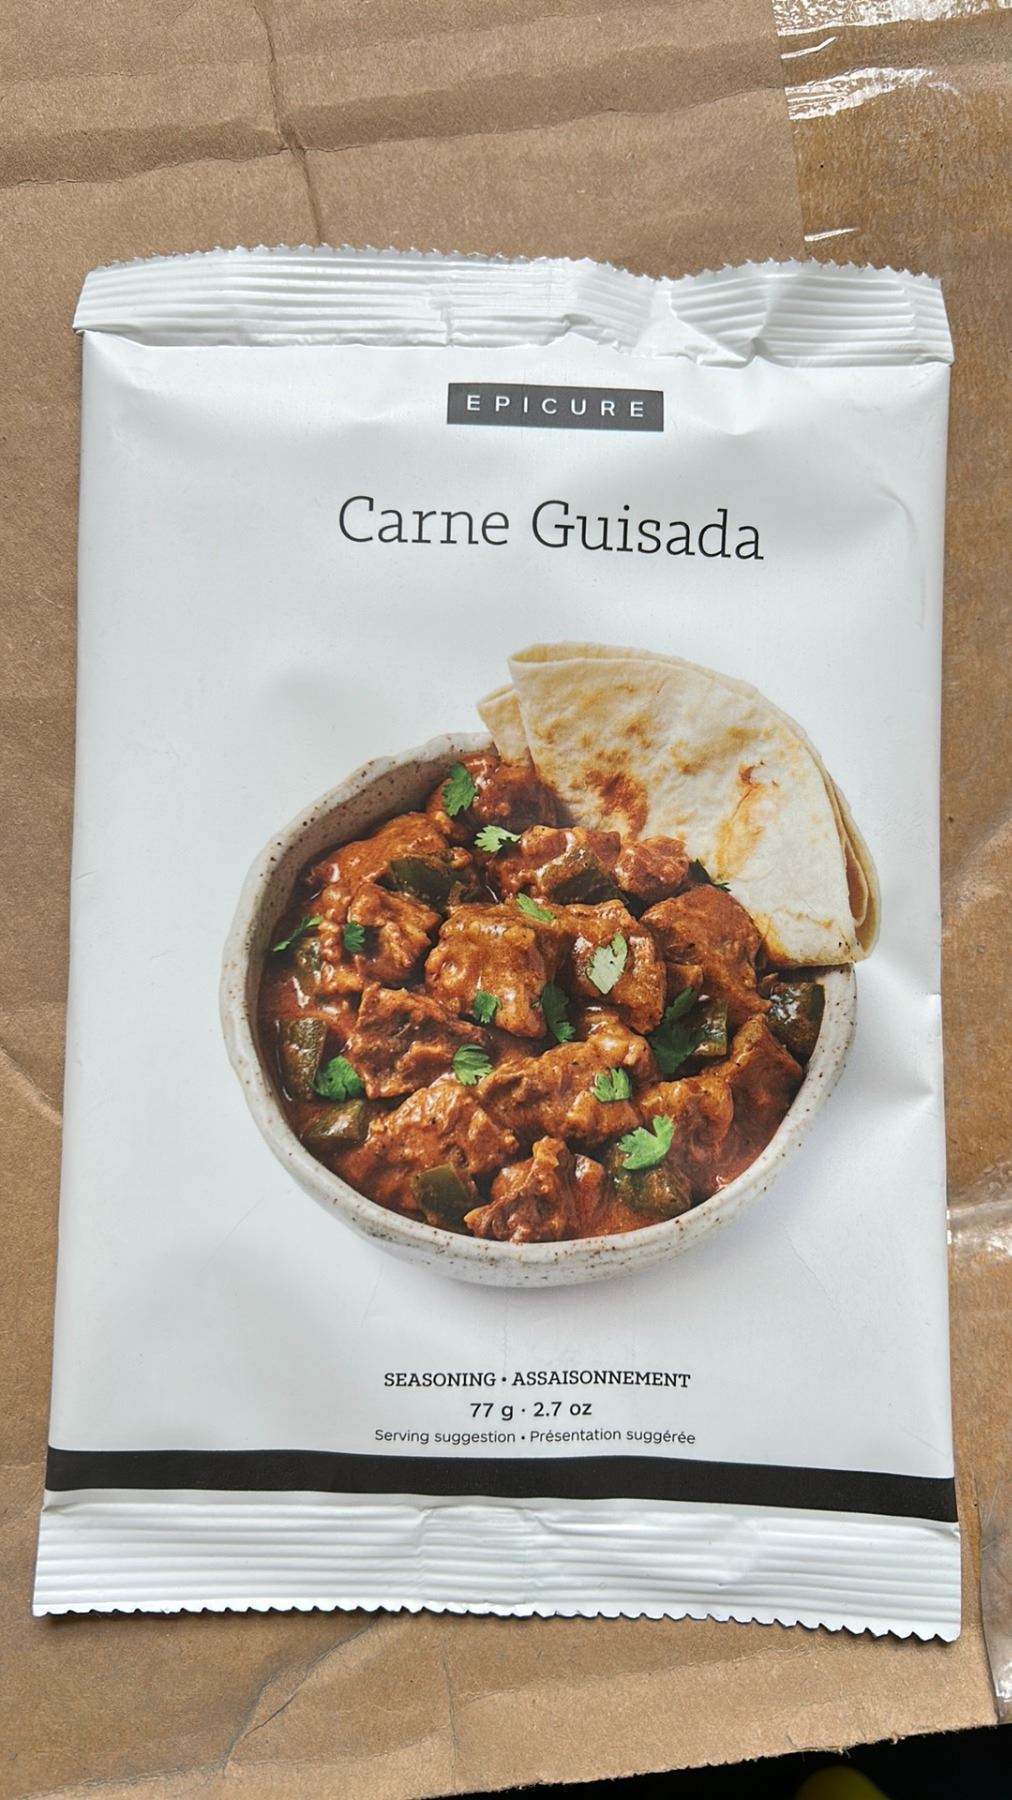 EPICURE
Carne Guisada
SEASONING • ASSAISONNEMENT
77 g · 2.7 oz
Serving suggestion • Présentation suggérée